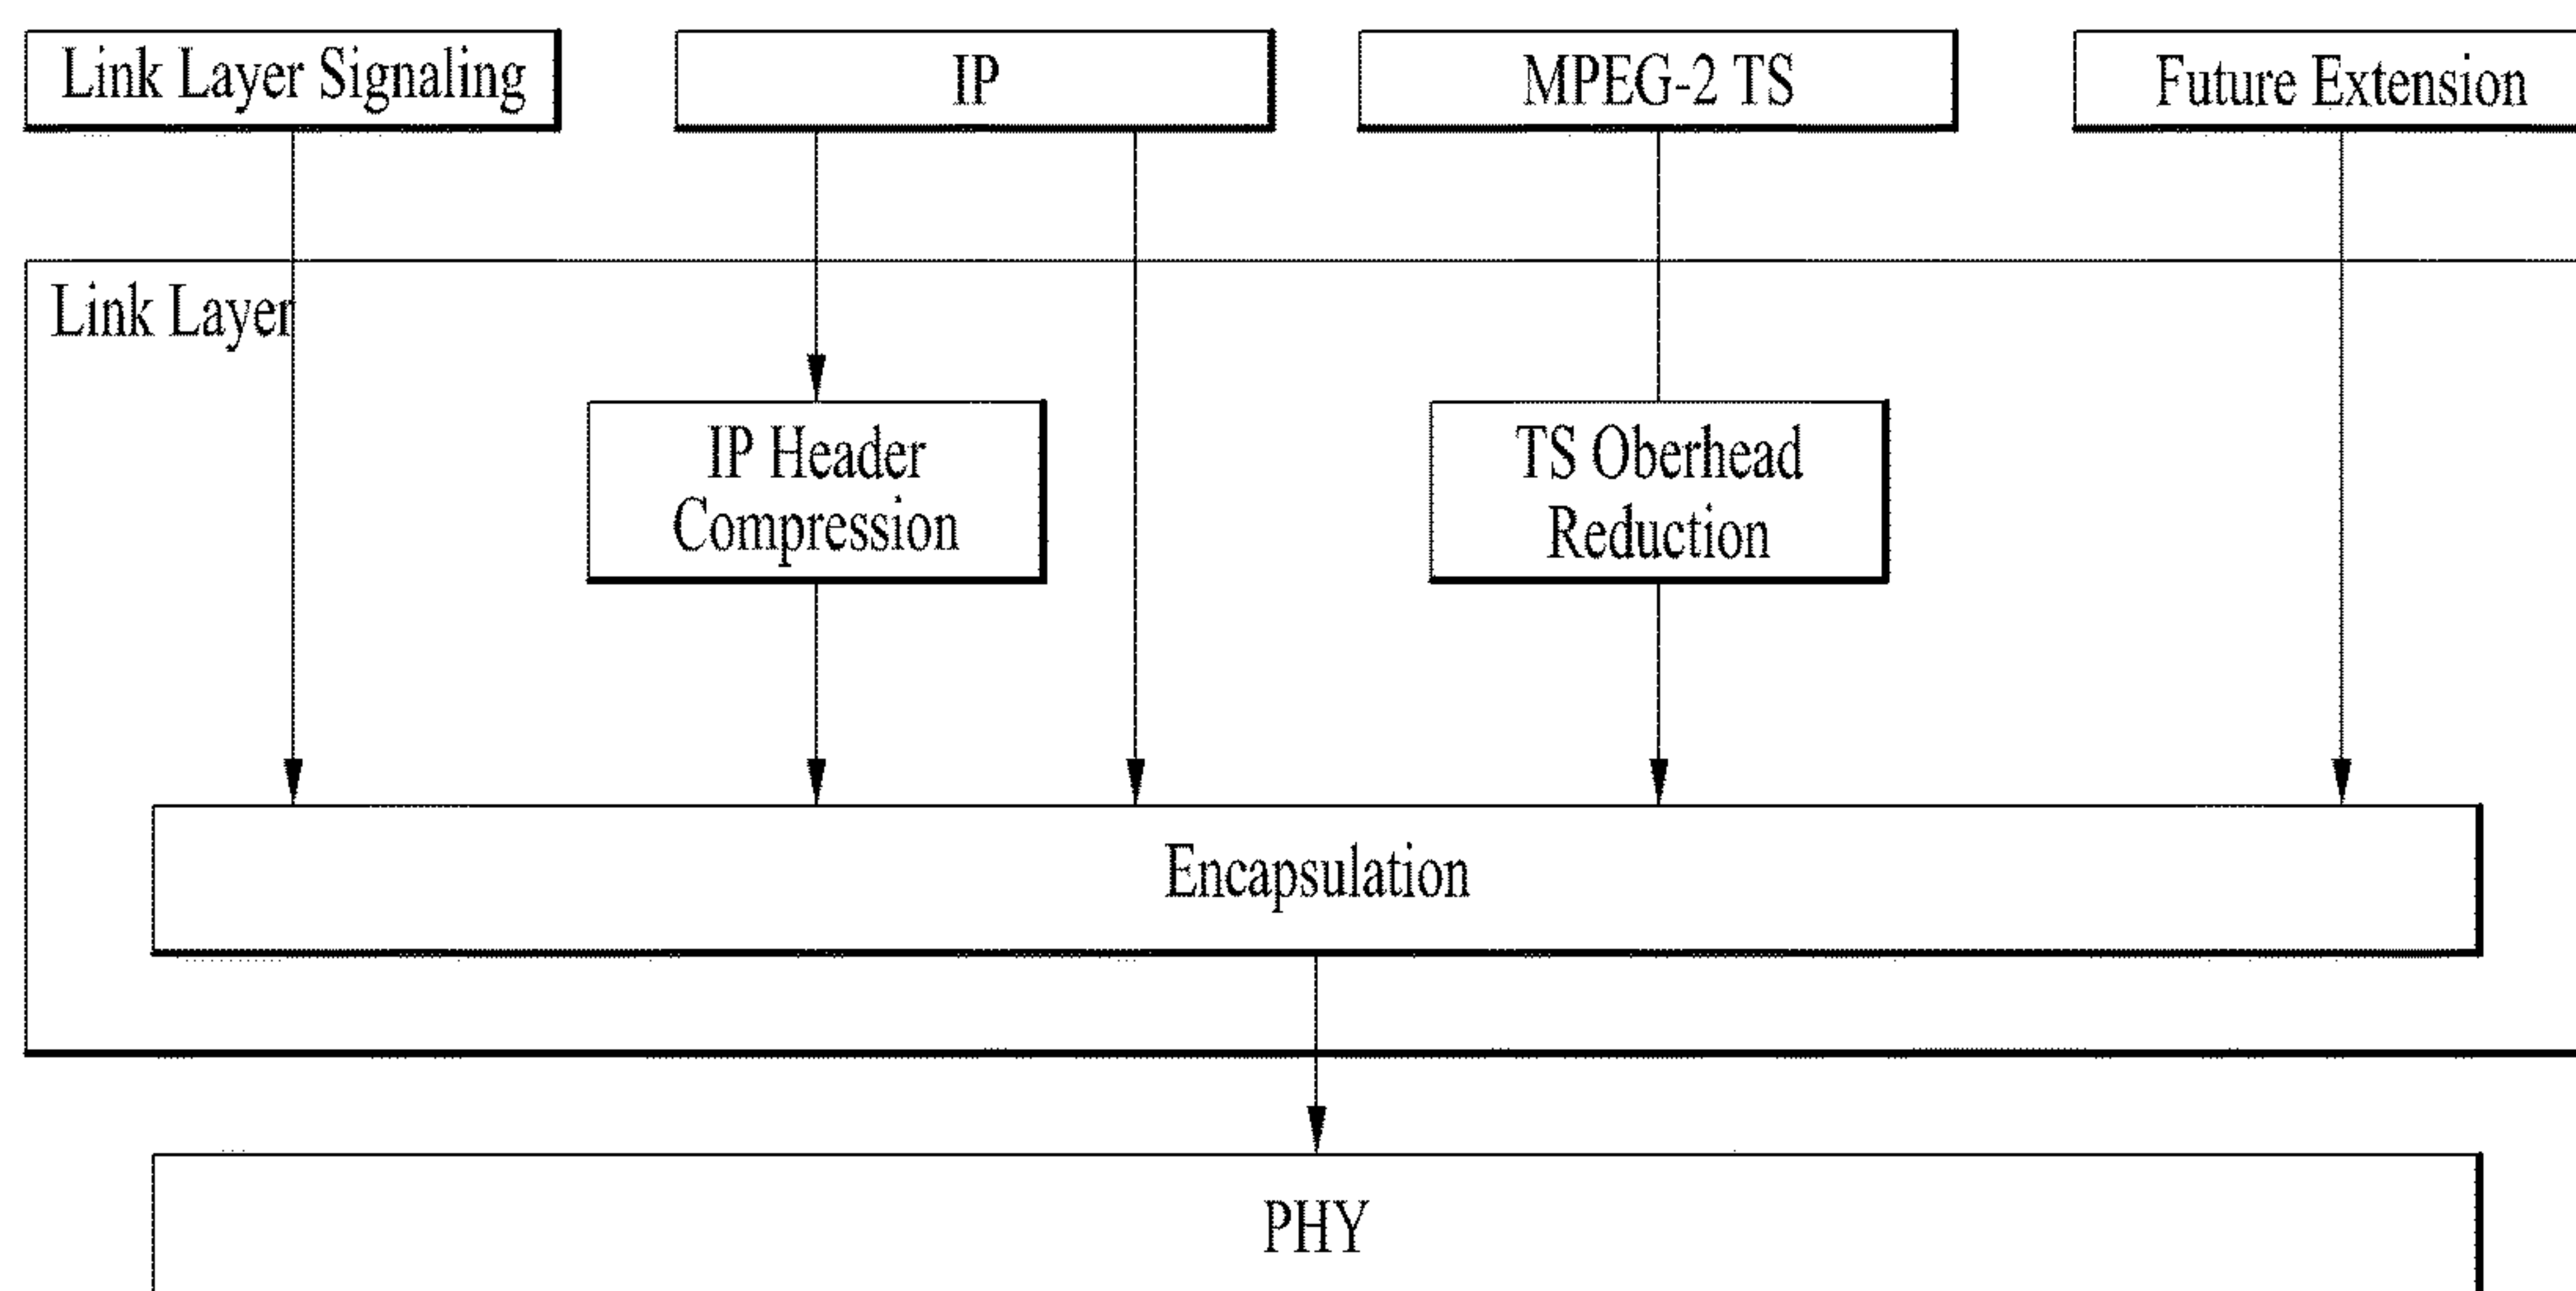 Link Layer Signaling
IP
MPEG-2 TS
Future Extension
Link Layer
IP Header
Compression
TS Oberhead
Reduction
Encapsulation
PHY